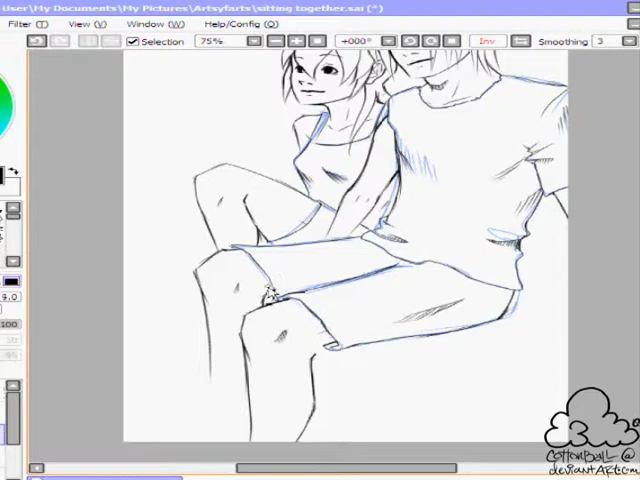 User\My Documents\My Pictures\Artsyfarts\sitting together.sai (*)
Filter (T) View (V) Window (W) Help/Config (O)
Selection 75% +000° Inv Smoothing 3
9.0
100
CottonBall @
deviantART.com